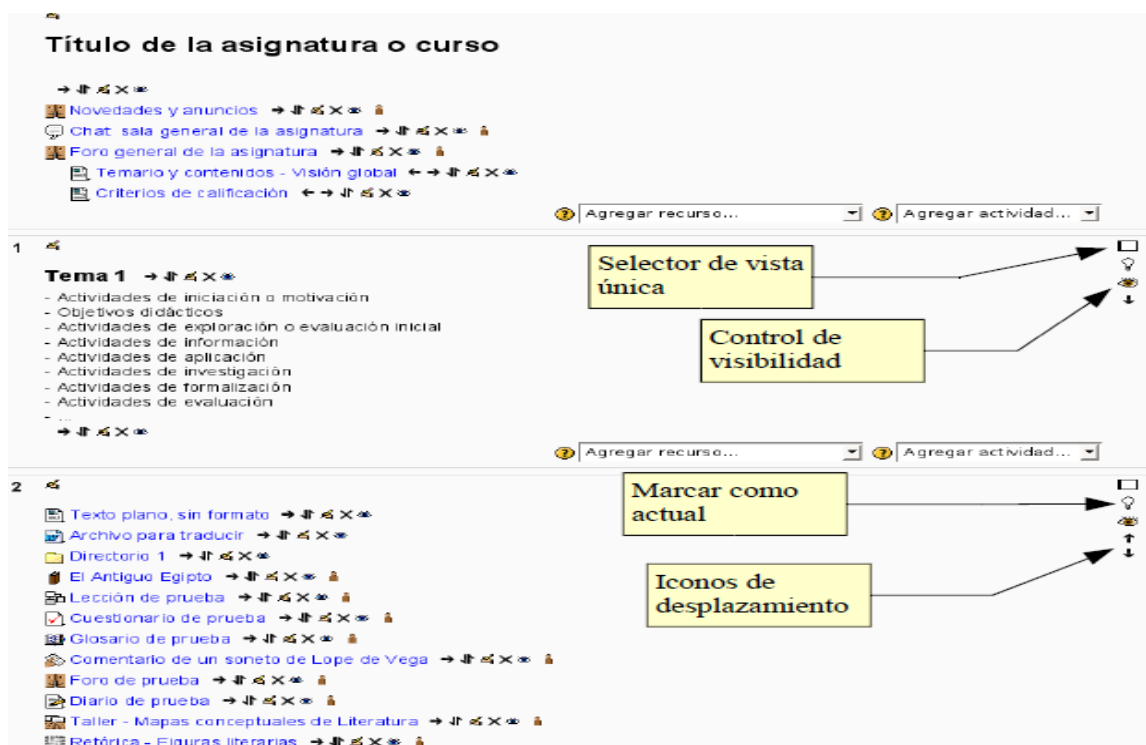 Título de la asignatura o curso
Novedades y anuncios
Chat sala general de la asignatura
Foro general de la asignatura
Temario y contenidos - Visión global
Criterios de calificación
Agregar recurso... Agregar actividad...
1
Tema 1
Selector de vista
única
- Actividades de iniciación o motivación
- Objetivos didácticos
- Actividades de exploración o evaluación inicial
- Actividades de información
- Actividades de aplicación
- Actividades de investigación
- Actividades de formalización
- Actividades de evaluación
- ...
Control de
visibilidad
Agregar recurso... Agregar actividad...
2
Marcar como
actual
Texto plano, sin formato
Archivo para traducir
Directorio 1
El Antiguo Egipto
Lección de prueba
Cuestionario de prueba
Glosario de prueba
Comentario de un soneto de Lope de Vega
Foro de prueba
Diario de prueba
Taller - Mapas conceptuales de Literatura
Retórica - Figuras literarias
Iconos de
desplazamiento